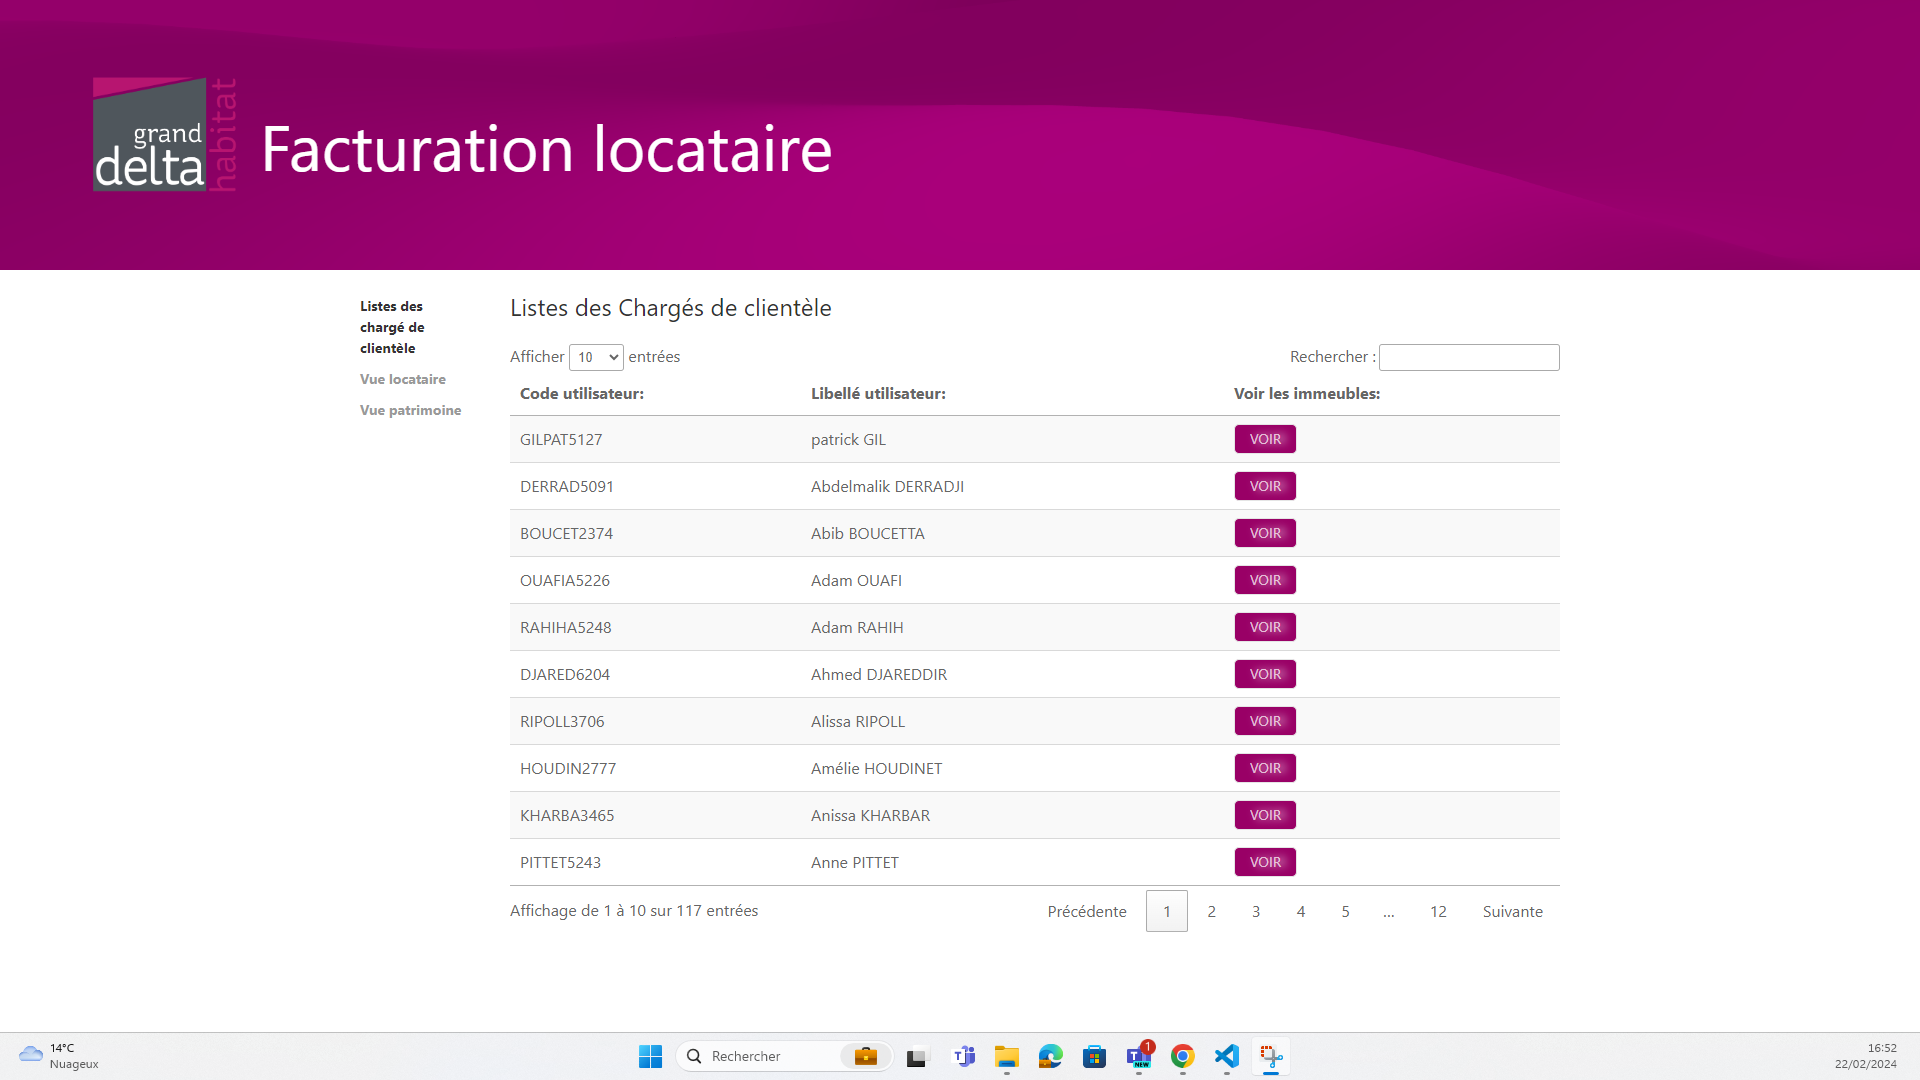 grand
delta
habitat
Facturation locataire
Listes des
chargé de
clientèle
Vue locataire
Vue patrimoine
Listes des Chargés de clientèle
Afficher 10 entrées
Rechercher :
Code utilisateur: Libellé utilisateur: Voir les immeubles:
GILPAT5127 patrick GIL VOIR
DERRAD5091 Abdelmalik DERRADJI VOIR
BOUCET2374 Abib BOUCETTA VOIR
OUAFIA5226 Adam OUAFI VOIR
RAHIHA5248 Adam RAHIH VOIR
DJARED6204 Ahmed DJAREDDIR VOIR
RIPOLL3706 Alissa RIPOLL VOIR
HOUDIN2777 Amélie HOUDINET VOIR
KHARBA3465 Anissa KHARBAR VOIR
PITTET5243 Anne PITTET VOIR
Affichage de 1 à 10 sur 117 entrées
Précédente 1 2 3 4 5 … 12 Suivante
14°C
Nuageux
Rechercher
1
NEW
16:52
22/02/2024